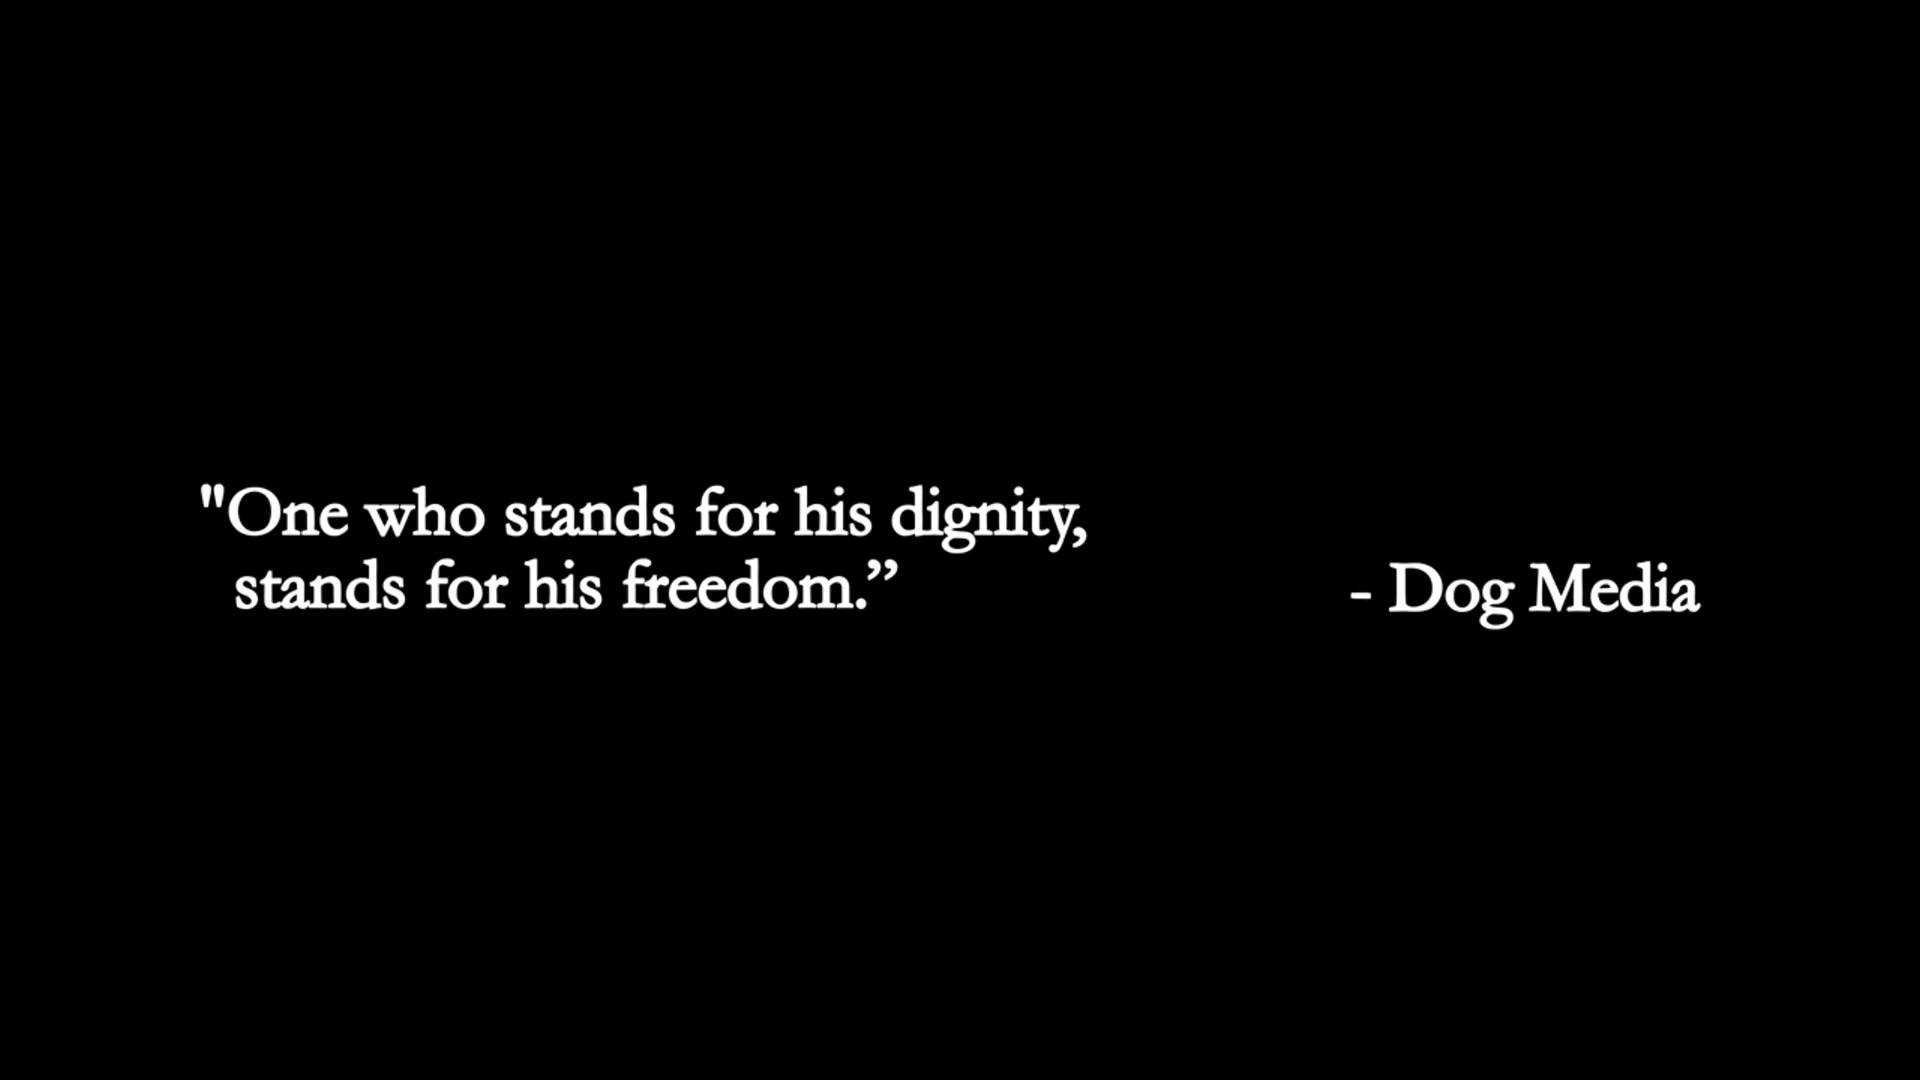 "One who stands for his dignity,
stands for his freedom.”
- Dog Media